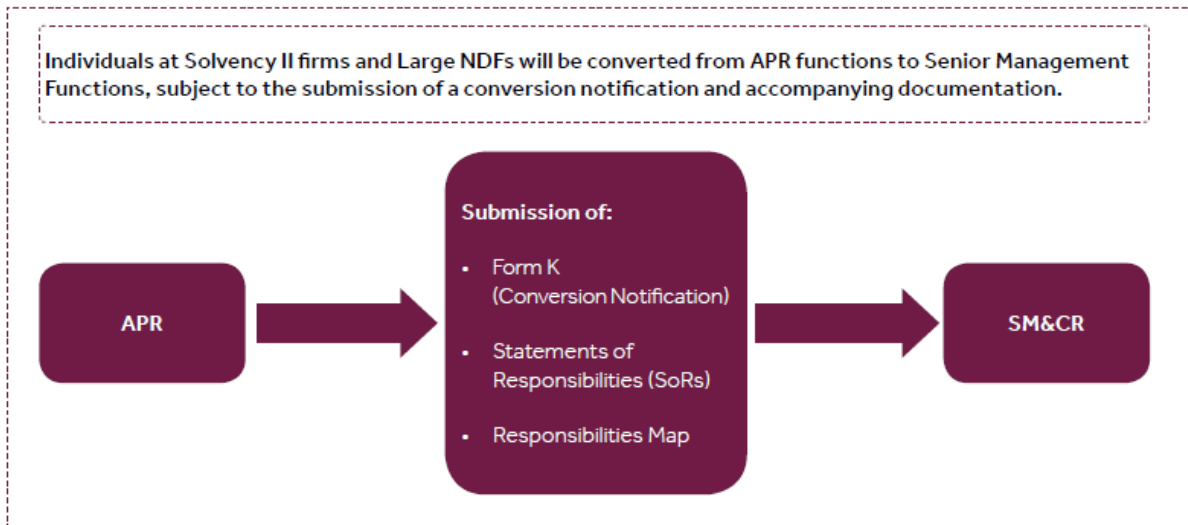 Individuals at Solvency II firms and Large NDFs will be converted from APR functions to Senior Management
Functions, subject to the submission of a conversion notification and accompanying documentation.
APR
Submission of:
• Form K
(Conversion Notification)
• Statements of
Responsibilities (SoRs)
• Responsibilities Map
SM&CR